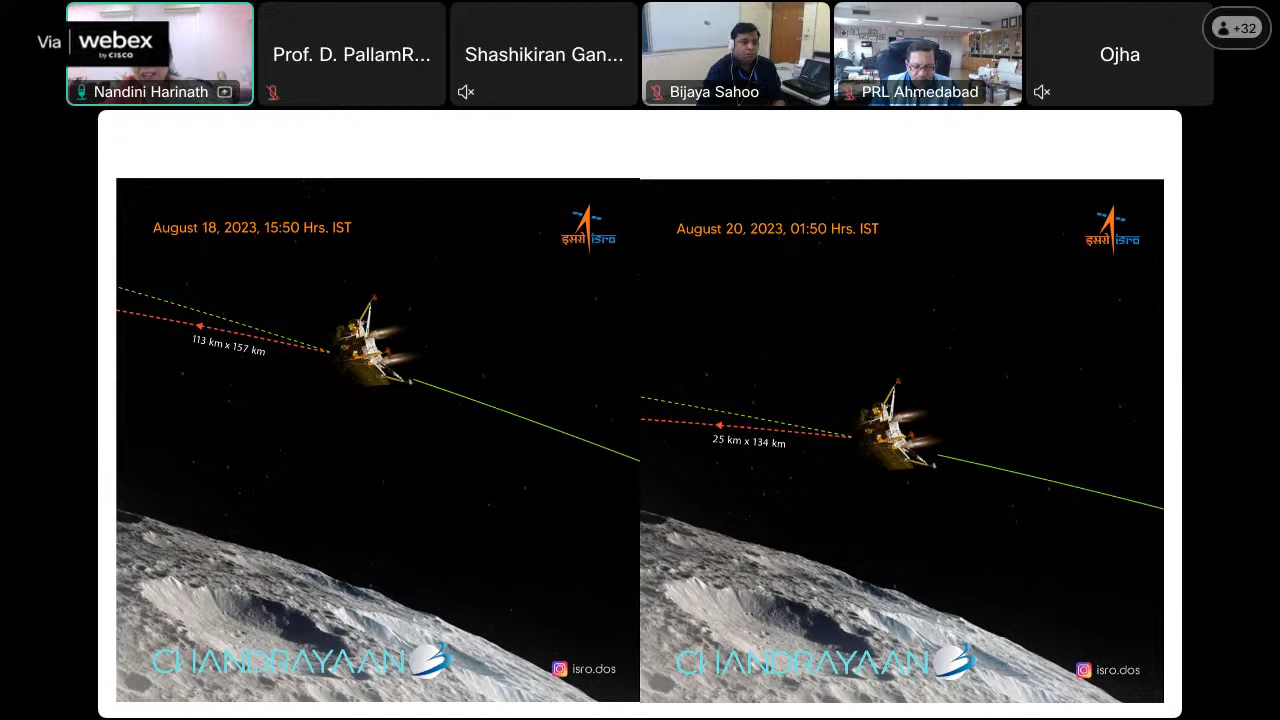 Via webex
by CISCO
Nandini Harinath
Prof. D. PallamR...
Shashikiran Gan...
Bijaya Sahoo
PRL Ahmedabad
Ojha
+32
August 18, 2023, 15:50 Hrs. IST
इसरो isro
113 km x 157 km
CHANDRAYAAN 3
isro.dos
August 20, 2023, 01:50 Hrs. IST
इसरो isro
25 km x 134 km
CHANDRAYAAN 3
isro.dos